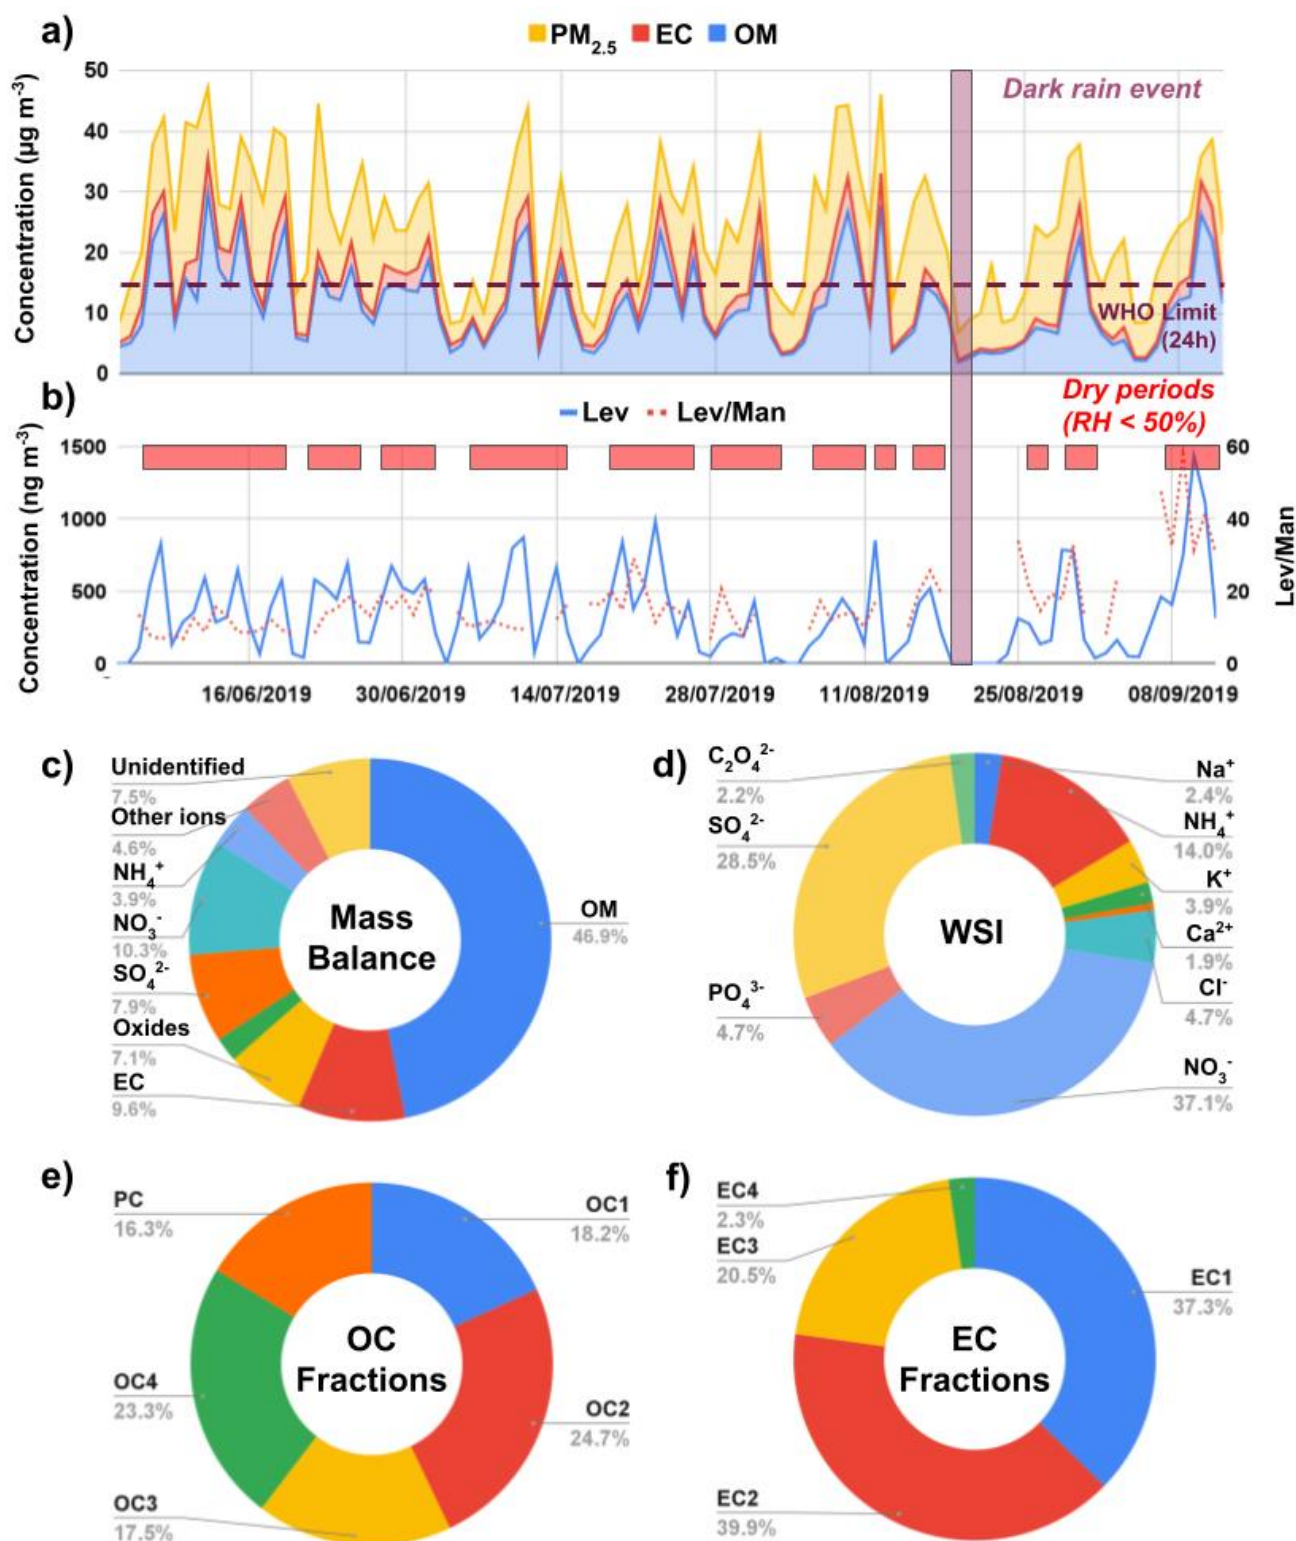 a)
PM2.5 EC OM
Concentration (µg m-3)
50
40
30
20
10
0
Dark rain event
WHO Limit
(24h)
b)
Lev Lev/Man
Dry periods
(RH < 50%)
Concentration (ng m-3)
1500
1000
500
0
60
40
20
0
Lev/Man
16/06/2019 30/06/2019 14/07/2019 28/07/2019 11/08/2019 25/08/2019 08/09/2019
c)
Unidentified
7.5%
Other ions
4.6%
NH4+
3.9%
NO3-
10.3%
SO42-
7.9%
Oxides
7.1%
EC
9.6%
Mass
Balance
OM
46.9%
d)
C2O42-
2.2%
SO42-
28.5%
PO43-
4.7%
WSI
Na+
2.4%
NH4+
14.0%
K+
3.9%
Ca2+
1.9%
Cl-
4.7%
NO3-
37.1%
e)
PC
16.3%
OC4
23.3%
OC3
17.5%
OC
Fractions
OC1
18.2%
OC2
24.7%
f)
EC4
2.3%
EC3
20.5%
EC2
39.9%
EC
Fractions
EC1
37.3%